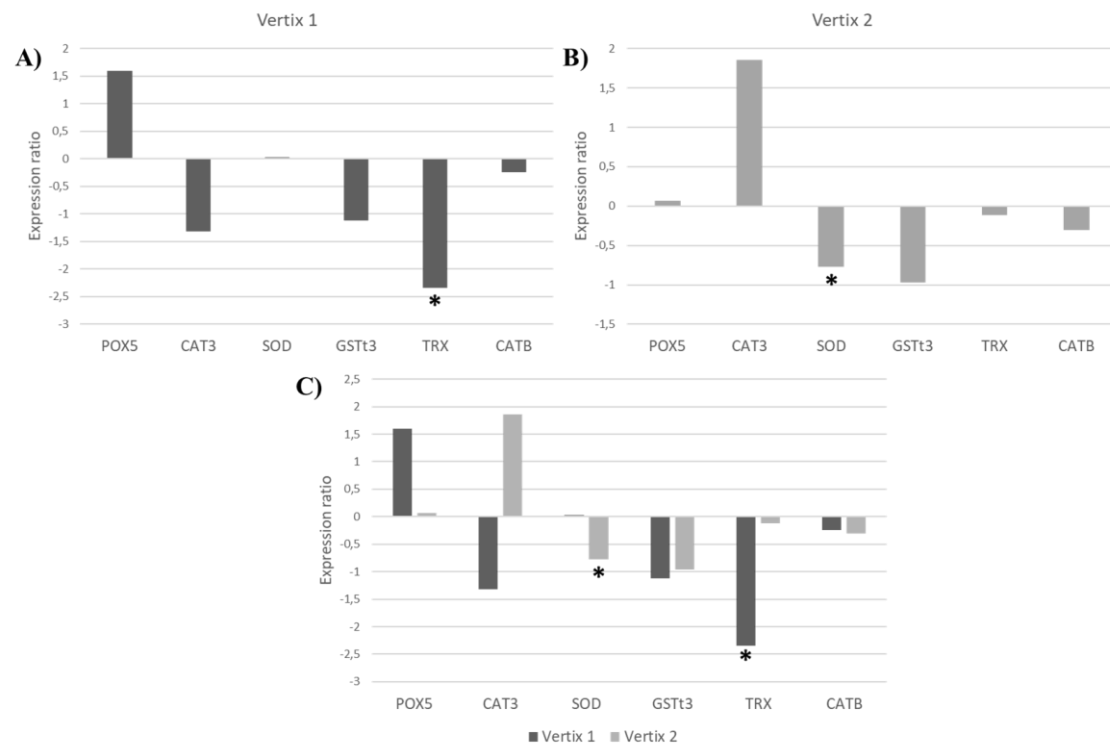 Vertix 1
A)
Expression ratio
2
1,5
1
0,5
0
-0,5
-1
-1,5
-2
-2,5
-3
*
POX5 CAT3 SOD GSTt3 TRX CATB
Vertix 2
B)
Expression ratio
2
1,5
1
0,5
0
-0,5
-1
-1,5
*
POX5 CAT3 SOD GSTt3 TRX CATB
C)
Expression ratio
2,5
2
1,5
1
0,5
0
-0,5
-1
-1,5
-2
-2,5
-3
*
*
POX5 CAT3 SOD GSTt3 TRX CATB
Vertix 1 Vertix 2